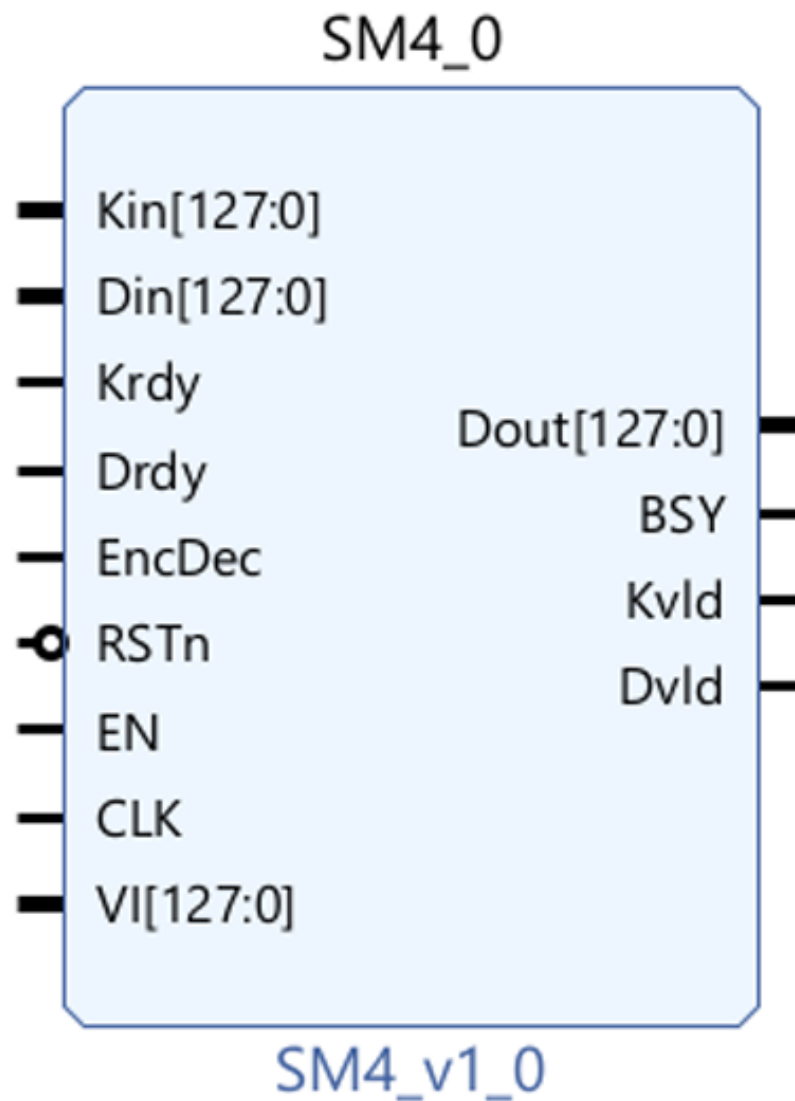 SM4_0
Kin[127:0]
Din[127:0]
Krdy
Drdy
EncDec
RSTn
EN
CLK
VI[127:0]
Dout[127:0]
BSY
Kvld
Dvld
SM4_v1_0